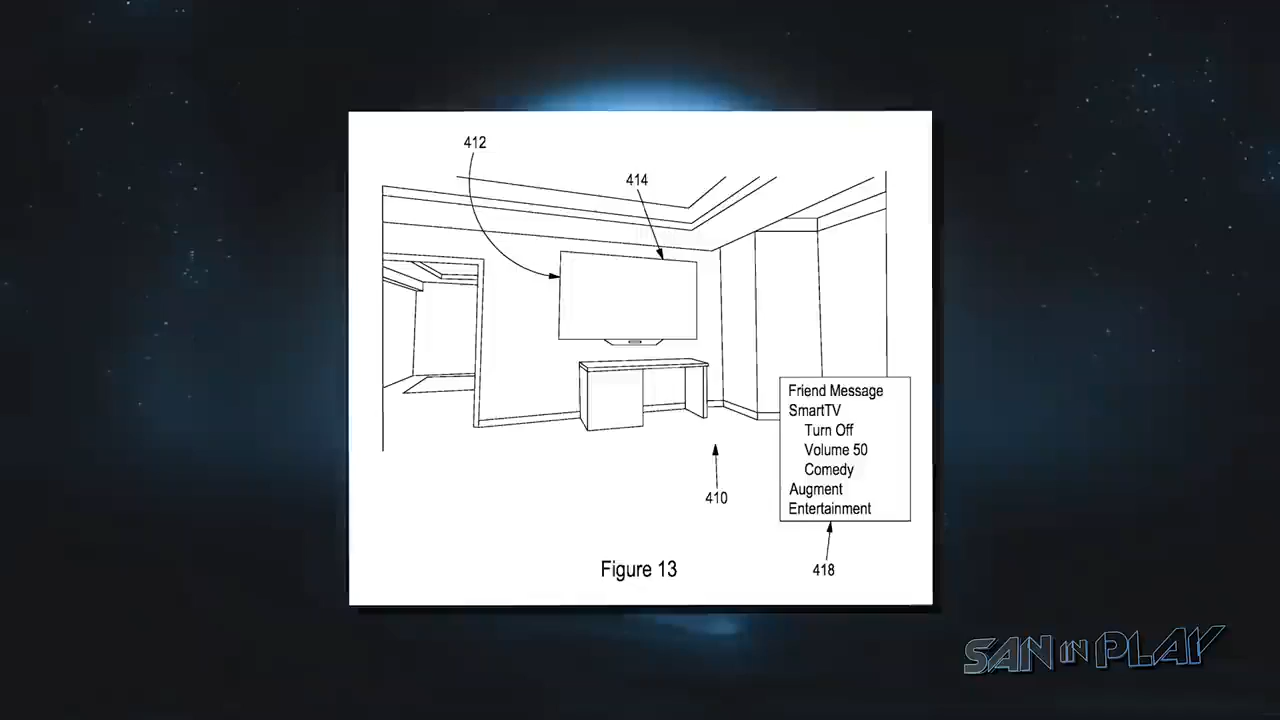 412
414
Friend Message
SmartTV
Turn Off
Volume 50
Comedy
Augment
Entertainment
410
418
Figure 13
SAN IN PLAY